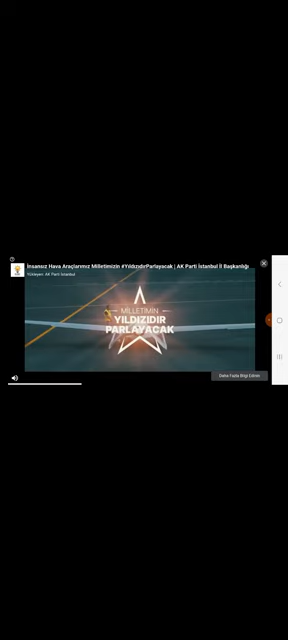 İnsansız Hava Araçlarımız Milletimizin #YıldızıdırParlayacak | AK Parti İstanbul İl Başkanlığı
Yükleyen: AK Parti İstanbul
MİLLETİMİN
YILDIZIDIR
PARLAYACAK
Daha Fazla Bilgi Edinin